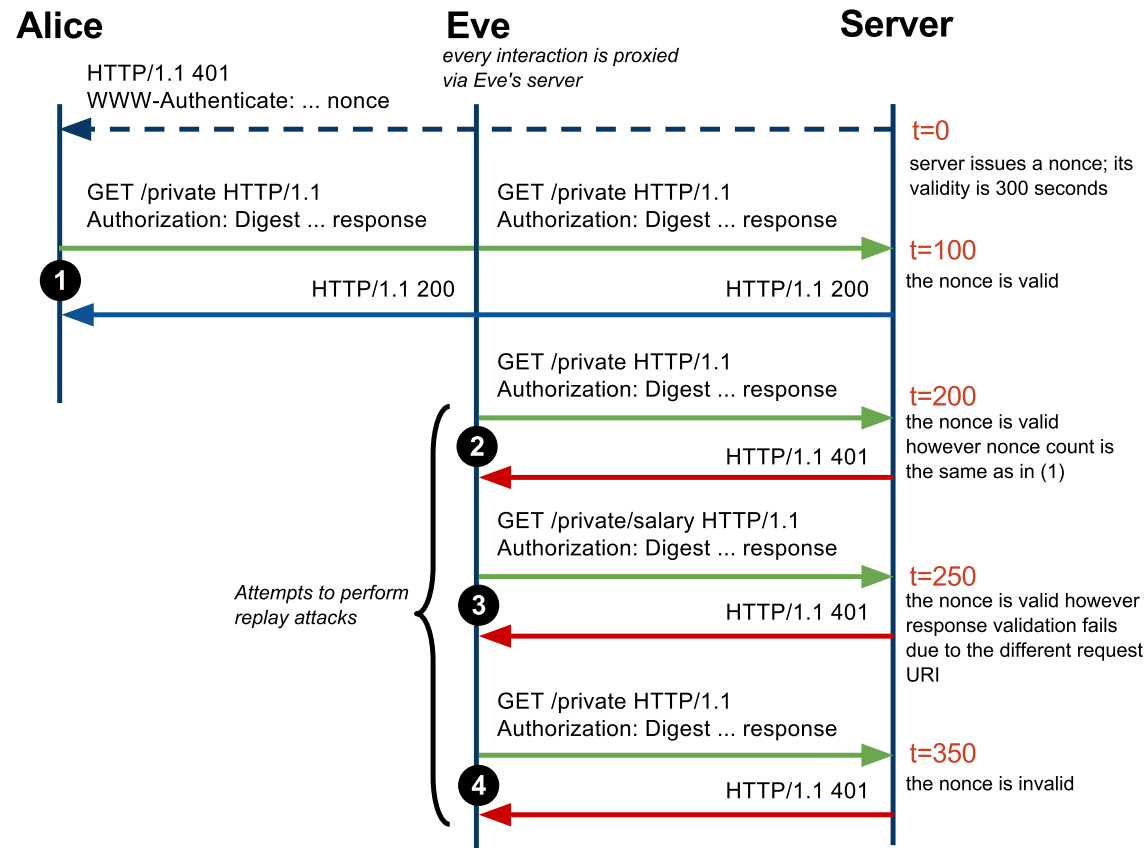 Alice
Eve
Server
every interaction is proxied
via Eve's server
HTTP/1.1 401
WWW-Authenticate: ... nonce
t=0
server issues a nonce; its
validity is 300 seconds
GET /private HTTP/1.1
Authorization: Digest ... response
GET /private HTTP/1.1
Authorization: Digest ... response
t=100
the nonce is valid
1
HTTP/1.1 200
HTTP/1.1 200
GET /private HTTP/1.1
Authorization: Digest ... response
t=200
the nonce is valid
however nonce count is
the same as in (1)
2
HTTP/1.1 401
GET /private/salary HTTP/1.1
Authorization: Digest ... response
t=250
the nonce is valid however
response validation fails
due to the different request
URI
Attempts to perform
replay attacks
3
HTTP/1.1 401
GET /private HTTP/1.1
Authorization: Digest ... response
t=350
the nonce is invalid
4
HTTP/1.1 401